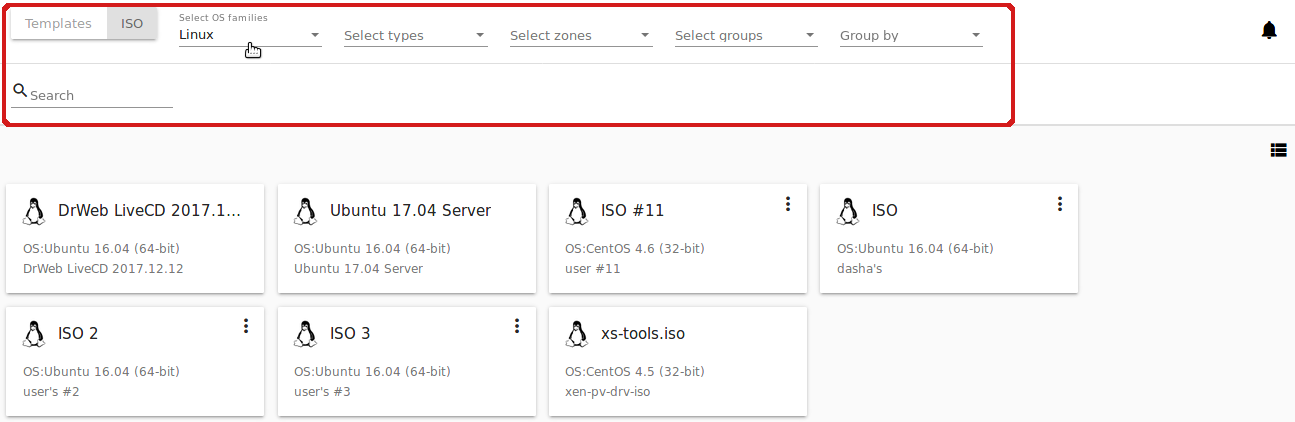 Templates ISO
Select OS families
Linux
Select types
Select zones
Select groups
Group by
Search
DrWeb LiveCD 2017.1...
OS:Ubuntu 16.04 (64-bit)
DrWeb LiveCD 2017.12.12
Ubuntu 17.04 Server
OS:Ubuntu 16.04 (64-bit)
Ubuntu 17.04 Server
ISO #11
OS:CentOS 4.6 (32-bit)
user #11
ISO
OS:Ubuntu 16.04 (64-bit)
dasha's
ISO 2
OS:Ubuntu 16.04 (64-bit)
user's #2
ISO 3
OS:Ubuntu 16.04 (64-bit)
user's #3
xs-tools.iso
OS:CentOS 4.5 (32-bit)
xen-pv-drv-iso